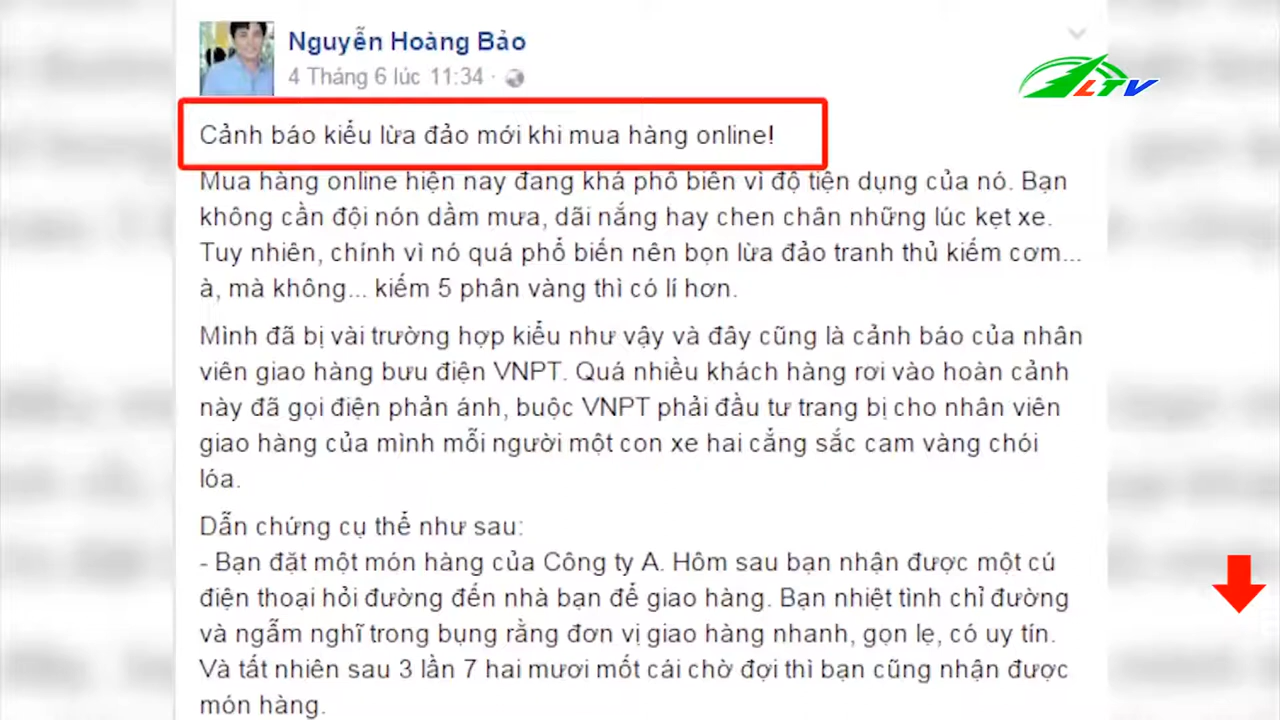 Nguyễn Hoàng Bảo
4 Tháng 6 lúc 11:34 ·
LTV
Cảnh báo kiểu lừa đảo mới khi mua hàng online!
Mua hàng online hiện nay đang khá phổ biến vì độ tiện dụng của nó. Bạn
không cần đội nón dầm mưa, dãi nắng hay chen chân những lúc kẹt xe.
Tuy nhiên, chính vì nó quá phổ biến nên bọn lừa đảo tranh thủ kiếm cơm...
à, mà không... kiếm 5 phân vàng thì có lí hơn.
Mình đã bị vài trường hợp kiểu như vậy và đây cũng là cảnh báo của nhân
viên giao hàng bưu điện VNPT. Quá nhiều khách hàng rơi vào hoàn cảnh
này đã gọi điện phản ánh, buộc VNPT phải đầu tư trang bị cho nhân viên
giao hàng của mình mỗi người một con xe hai cẳng sắc cam vàng chói
lóa.
Dẫn chứng cụ thể như sau:
- Bạn đặt một món hàng của Công ty A. Hôm sau bạn nhận được một cú
điện thoại hỏi đường đến nhà bạn để giao hàng. Bạn nhiệt tình chỉ đường
và ngẫm nghĩ trong bụng rằng đơn vị giao hàng nhanh, gọn lẹ, có uy tín.
Và tất nhiên sau 3 lần 7 hai mươi mốt cái chờ đợi thì bạn cũng nhận được
món hàng.